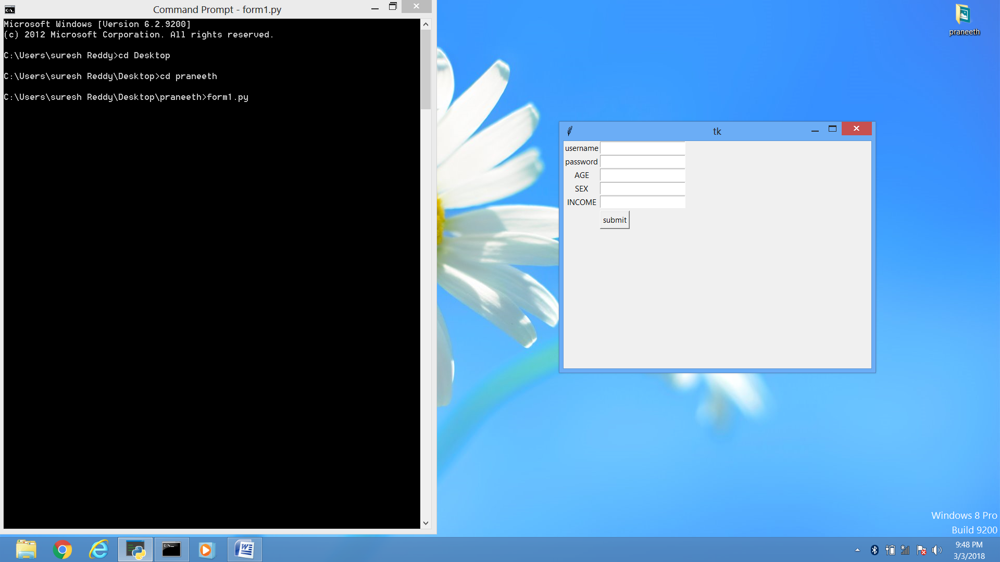 Command Prompt - form1.py
Microsoft Windows [Version 6.2.9200]
(c) 2012 Microsoft Corporation. All rights reserved.
C:\Users\suresh Reddy>cd Desktop
C:\Users\suresh Reddy\Desktop>cd praneeth
C:\Users\suresh Reddy\Desktop\praneeth>form1.py
praneeth
tk
username
password
AGE
SEX
INCOME
submit
Windows 8 Pro
Build 9200
9:48 PM
3/3/2018